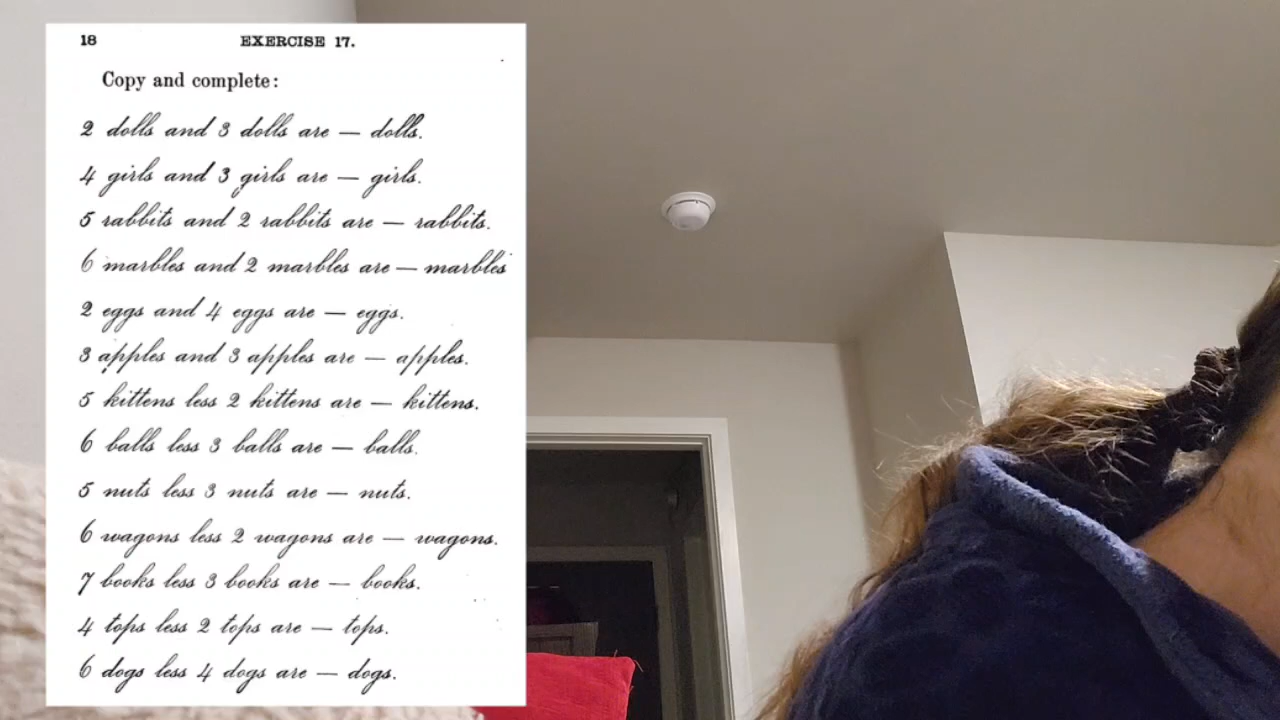 18 EXERCISE 17.
Copy and complete:
2 dolls and 3 dolls are — dolls.
4 girls and 3 girls are — girls.
5 rabbits and 2 rabbits are — rabbits.
6 marbles and 2 marbles are — marbles
2 eggs and 4 eggs are — eggs.
3 apples and 3 apples are — apples.
5 kittens less 2 kittens are — kittens.
6 balls less 3 balls are — balls.
5 nuts less 3 nuts are — nuts.
6 wagons less 2 wagons are — wagons.
7 books less 3 books are — books.
4 tops less 2 tops are — tops.
6 dogs less 4 dogs are — dogs.